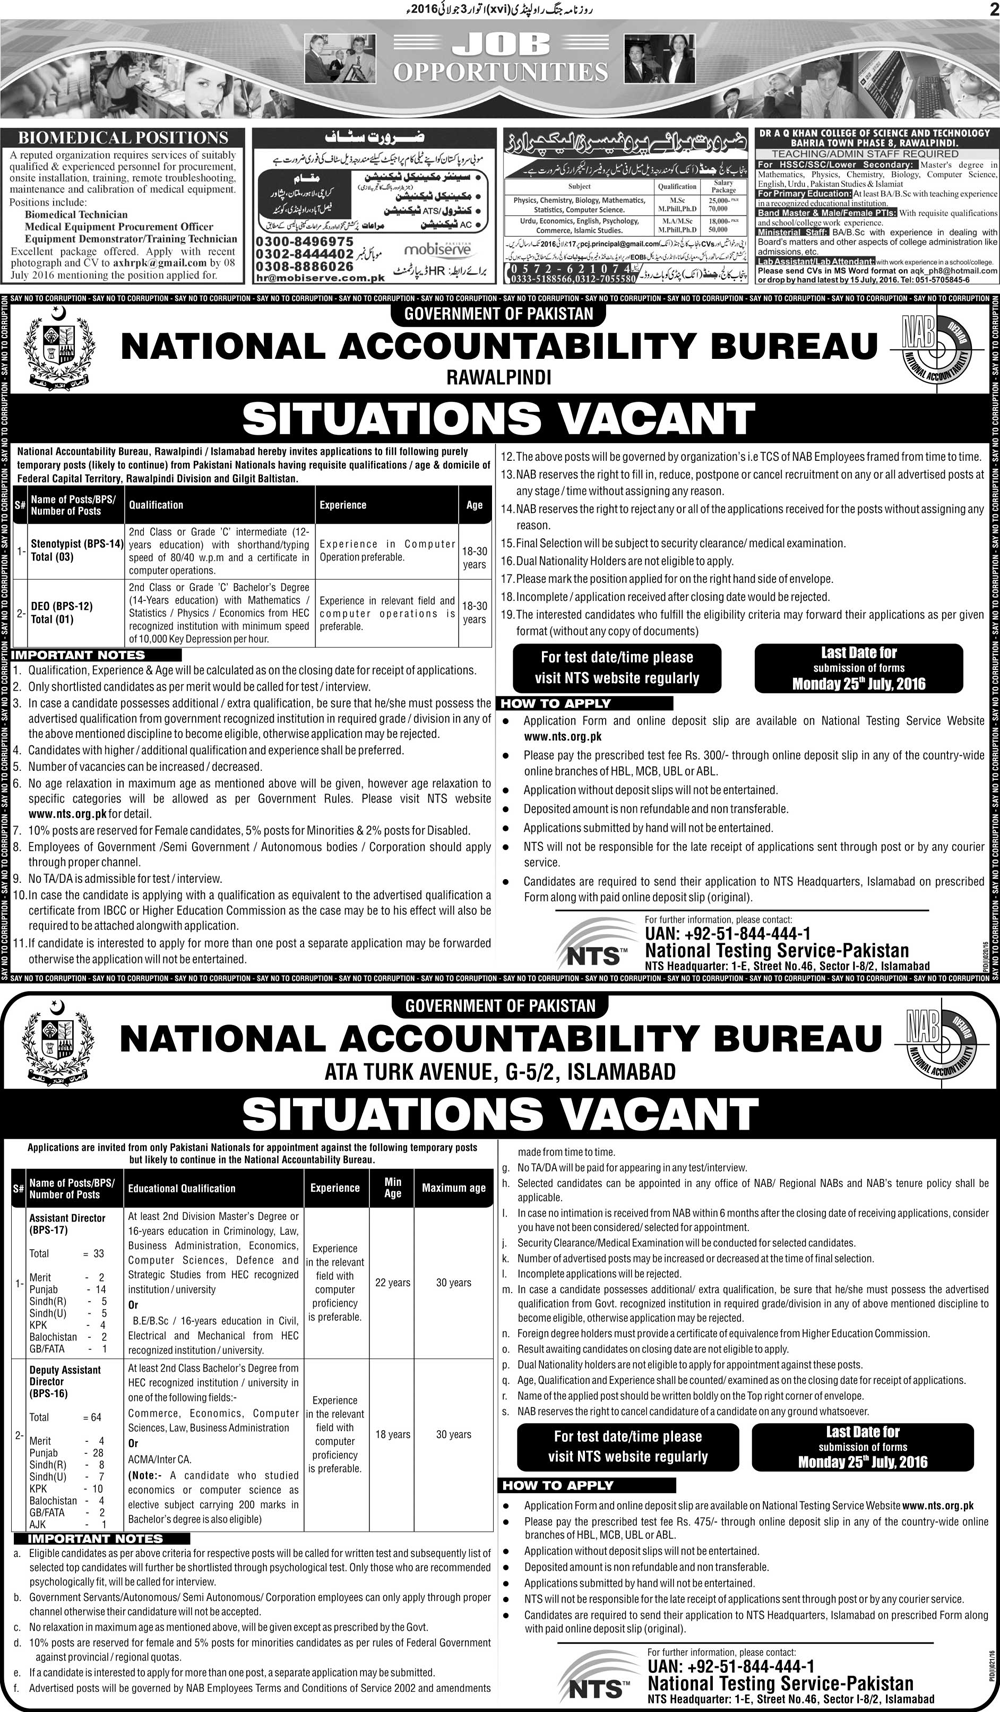 روزنامہ جنگ راولپنڈی (xvi) اتوار 3 جولائی 2016ء
2
JOB
OPPORTUNITIES
BIOMEDICAL POSITIONS
A reputed organization requires services of suitably
qualified & experienced personnel for procurement,
onsite installation, training, remote troubleshooting,
maintenance and calibration of medical equipment.
Positions include:
Biomedical Technician
Medical Equipment Procurement Officer
Equipment Demonstrator/Training Technician
Excellent package offered. Apply with recent
photograph and CV to axhrpk@gmail.com by 08
July 2016 mentioning the position applied for.
ضرورت سٹاف
موبی سرو پاکستان کو اپنے ٹیلی کام پراجیکٹ کیلئے مندرجہ ذیل سٹاف کی فوری ضرورت ہے
سینئر مکینیکل ٹیکنیشن
مکینیکل ٹیکنیشن
کنٹرول/ATS ٹیکنیشن
AC ٹیکنیشن
مقام
کراچی، لاہور، ملتان، پشاور
فیصل آباد، راولپنڈی، کوئٹہ
مراعات
0300-8496975
0302-8444402
0308-8886026
موبائل نمبر
mobiserve
برائے رابطہ: HR ڈیپارٹمنٹ
hr@mobiserve.com.pk
ضرورت برائے پروفیسرز/لیکچرارز
Subject Qualification Salary Package
Physics, Chemistry, Biology, Mathematics, Statistics, Computer Science. M.Sc M.Phill,Ph.D 25,000- 70,000
Urdu, Economics, English, Psychology, Commerce, Islamic Studies. M.A/M.Sc M.Phill,Ph.D 18,000- 50,000
pcj.principal@gmail.com
0572-621074
0333-5188566,0312-7055580
DR A Q KHAN COLLEGE OF SCIENCE AND TECHNOLOGY
BAHRIA TOWN PHASE 8, RAWALPINDI.
TEACHING/ADMIN STAFF REQUIRED
For HSSC/SSC/Lower Secondary: Master's degree in
Mathematics, Physics, Chemistry, Biology, Computer Science,
English, Urdu, Pakistan Studies & Islamiat
For Primary Education: At least BA/B.Sc with teaching experience
in a recognized educational institution.
Band Master & Male/Female PTIs: With requisite qualifications
and school/college work experience.
Ministerial Staff: BA/B.Sc with experience in dealing with
Board's matters and other aspects of college administration like
admissions, etc.
Lab Assistant/Lab Attendant: with work experience in a school/college.
Please send CVs in MS Word format on aqk_ph8@hotmail.com
or drop by hand latest by 15 July, 2016. Tel: 051-5705845-6
SAY NO TO CORRUPTION - SAY NO TO CORRUPTION - SAY NO TO CORRUPTION
GOVERNMENT OF PAKISTAN
NATIONAL ACCOUNTABILITY BUREAU
RAWALPINDI
NAB
NATIONAL ACCOUNTABILITY BUREAU
SITUATIONS VACANT
National Accountability Bureau, Rawalpindi / Islamabad hereby invites applications to fill following purely
temporary posts (likely to continue) from Pakistani Nationals having requisite qualifications / age & domicile of
Federal Capital Territory, Rawalpindi Division and Gilgit Baltistan.
S# Name of Posts/BPS/ Number of Posts Qualification Experience Age
1- Stenotypist (BPS-14) Total (03)
2nd Class or Grade 'C' intermediate (12-
years education) with shorthand/typing
speed of 80/40 w.p.m and a certificate in
computer operations.
Experience in Computer
Operation preferable.
18-30 years
2- DEO (BPS-12) Total (01)
2nd Class or Grade 'C' Bachelor's Degree
(14-Years education) with Mathematics /
Statistics / Physics / Economics from HEC
recognized institution with minimum speed
of 10,000 Key Depression per hour.
Experience in relevant field and
computer operations is
preferable.
18-30 years
IMPORTANT NOTES
1. Qualification, Experience & Age will be calculated as on the closing date for receipt of applications.
2. Only shortlisted candidates as per merit would be called for test / interview.
3. In case a candidate possesses additional / extra qualification, be sure that he/she must possess the
advertised qualification from government recognized institution in required grade / division in any of
the above mentioned discipline to become eligible, otherwise application may be rejected.
4. Candidates with higher / additional qualification and experience shall be preferred.
5. Number of vacancies can be increased / decreased.
6. No age relaxation in maximum age as mentioned above will be given, however age relaxation to
specific categories will be allowed as per Government Rules. Please visit NTS website
www.nts.org.pk for detail.
7. 10% posts are reserved for Female candidates, 5% posts for Minorities & 2% posts for Disabled.
8. Employees of Government /Semi Government / Autonomous bodies / Corporation should apply
through proper channel.
9. No TA/DA is admissible for test / interview.
10. In case the candidate is applying with a qualification as equivalent to the advertised qualification a
certificate from IBCC or Higher Education Commission as the case may be to his effect will also be
required to be attached alongwith application.
11. If candidate is interested to apply for more than one post a separate application may be forwarded
otherwise the application will not be entertained.
12. The above posts will be governed by organization's i.e TCS of NAB Employees framed from time to time.
13. NAB reserves the right to fill in, reduce, postpone or cancel recruitment on any or all advertised posts at
any stage / time without assigning any reason.
14. NAB reserves the right to reject any or all of the applications received for the posts without assigning any
reason.
15. Final Selection will be subject to security clearance/ medical examination.
16. Dual Nationality Holders are not eligible to apply.
17. Please mark the position applied for on the right hand side of envelope.
18. Incomplete / application received after closing date would be rejected.
19. The interested candidates who fulfill the eligibility criteria may forward their applications as per given
format (without any copy of documents)
For test date/time please
visit NTS website regularly
Last Date for
submission of forms
Monday 25th July, 2016
HOW TO APPLY
Application Form and online deposit slip are available on National Testing Service Website
www.nts.org.pk
Please pay the prescribed test fee Rs. 300/- through online deposit slip in any of the country-wide
online branches of HBL, MCB, UBL or ABL.
Application without deposit slips will not be entertained.
Deposited amount is non refundable and non transferable.
Applications submitted by hand will not be entertained.
NTS will not be responsible for the late receipt of applications sent through post or by any courier
service.
Candidates are required to send their application to NTS Headquarters, Islamabad on prescribed
Form along with paid online deposit slip (original).
NTS TM
For further information, please contact:
UAN: +92-51-844-444-1
National Testing Service-Pakistan
NTS Headquarter: 1-E, Street No.46, Sector I-8/2, Islamabad
GOVERNMENT OF PAKISTAN
NATIONAL ACCOUNTABILITY BUREAU
ATA TURK AVENUE, G-5/2, ISLAMABAD
NAB
NATIONAL ACCOUNTABILITY BUREAU
SITUATIONS VACANT
Applications are invited from only Pakistani Nationals for appointment against the following temporary posts
but likely to continue in the National Accountability Bureau.
S# Name of Posts/BPS/ Number of Posts Educational Qualification Experience Min Age Maximum age
1- Assistant Director (BPS-17)
Total = 33
Merit - 2
Punjab - 14
Sindh(R) - 5
Sindh(U) - 5
KPK - 4
Balochistan - 2
GB/FATA - 1
At least 2nd Division Master's Degree or
16-years education in Criminology, Law,
Business Administration, Economics,
Computer Sciences, Defence and
Strategic Studies from HEC recognized
institution / university
Or
B.E/B.Sc / 16-years education in Civil,
Electrical and Mechanical from HEC
recognized institution / university.
Experience
in the relevant
field with
computer
proficiency
is preferable.
22 years
30 years
2- Deputy Assistant Director (BPS-16)
Total = 64
Merit - 4
Punjab - 28
Sindh(R) - 8
Sindh(U) - 7
KPK - 10
Balochistan - 4
GB/FATA - 2
AJK - 1
At least 2nd Class Bachelor's Degree from
HEC recognized institution / university in
one of the following fields:-
Commerce, Economics, Computer
Sciences, Law, Business Administration
Or
ACMA/Inter CA.
(Note:- A candidate who studied
economics or computer science as
elective subject carrying 200 marks in
Bachelor's degree is also eligible)
Experience
in the relevant
field with
computer
proficiency
is preferable.
18 years
30 years
IMPORTANT NOTES
a. Eligible candidates as per above criteria for respective posts will be called for written test and subsequently list of
selected top candidates will further be shortlisted through psychological test. Only those who are recommended
psychologically fit, will be called for interview.
b. Government Servants/Autonomous/ Semi Autonomous/ Corporation employees can only apply through proper
channel otherwise their candidature will not be accepted.
c. No relaxation in maximum age as mentioned above, will be given except as prescribed by the Govt.
d. 10% posts are reserved for female and 5% posts for minorities candidates as per rules of Federal Government
against provincial / regional quotas.
e. If a candidate is interested to apply for more than one post, a separate application may be submitted.
f. Advertised posts will be governed by NAB Employees Terms and Conditions of Service 2002 and amendments
made from time to time.
g. No TA/DA will be paid for appearing in any test/interview.
h. Selected candidates can be appointed in any office of NAB/ Regional NABs and NAB's tenure policy shall be
applicable.
I. In case no intimation is received from NAB within 6 months after the closing date of receiving applications, consider
you have not been considered/ selected for appointment.
j. Security Clearance/Medical Examination will be conducted for selected candidates.
k. Number of advertised posts may be increased or decreased at the time of final selection.
l. Incomplete applications will be rejected.
m. In case a candidate possesses additional/ extra qualification, be sure that he/she must possess the advertised
qualification from Govt. recognized institution in required grade/division in any of above mentioned discipline to
become eligible, otherwise application may be rejected.
n. Foreign degree holders must provide a certificate of equivalence from Higher Education Commission.
o. Result awaiting candidates on closing date are not eligible to apply.
p. Dual Nationality holders are not eligible to apply for appointment against these posts.
q. Age, Qualification and Experience shall be counted/ examined as on the closing date for receipt of applications.
r. Name of the applied post should be written boldly on the Top right corner of envelope.
s. NAB reserves the right to cancel candidature of a candidate on any ground whatsoever.
For test date/time please
visit NTS website regularly
Last Date for
submission of forms
Monday 25th July, 2016
HOW TO APPLY
Application Form and online deposit slip are available on National Testing Service Website www.nts.org.pk
Please pay the prescribed test fee Rs. 475/- through online deposit slip in any of the country-wide online
branches of HBL, MCB, UBL or ABL.
Application without deposit slips will not be entertained.
Deposited amount is non refundable and non transferable.
Applications submitted by hand will not be entertained.
NTS will not be responsible for the late receipt of applications sent through post or by any courier service.
Candidates are required to send their application to NTS Headquarters, Islamabad on prescribed Form along
with paid online deposit slip (original).
NTS TM
For further information, please contact:
UAN: +92-51-844-444-1
National Testing Service-Pakistan
NTS Headquarter: 1-E, Street No.46, Sector I-8/2, Islamabad